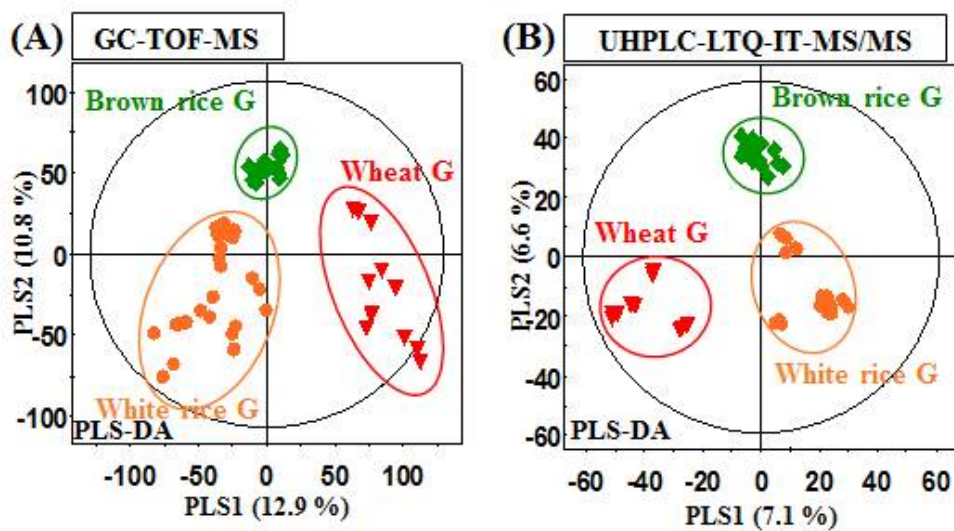 (A) GC-TOF-MS
100
50
0
-50
-100
PLS2 (10.8 %)
Brown rice G
Wheat G
White rice G
PLS-DA
-100 -50 0 50 100
PLS1 (12.9 %)
(B) UHPLC-LTQ-IT-MS/MS
60
40
20
0
-20
-40
-60
PLS2 (6.6 %)
Brown rice G
Wheat G
White rice G
PLS-DA
-60 -40 -20 0 20 40 60
PLS1 (7.1 %)